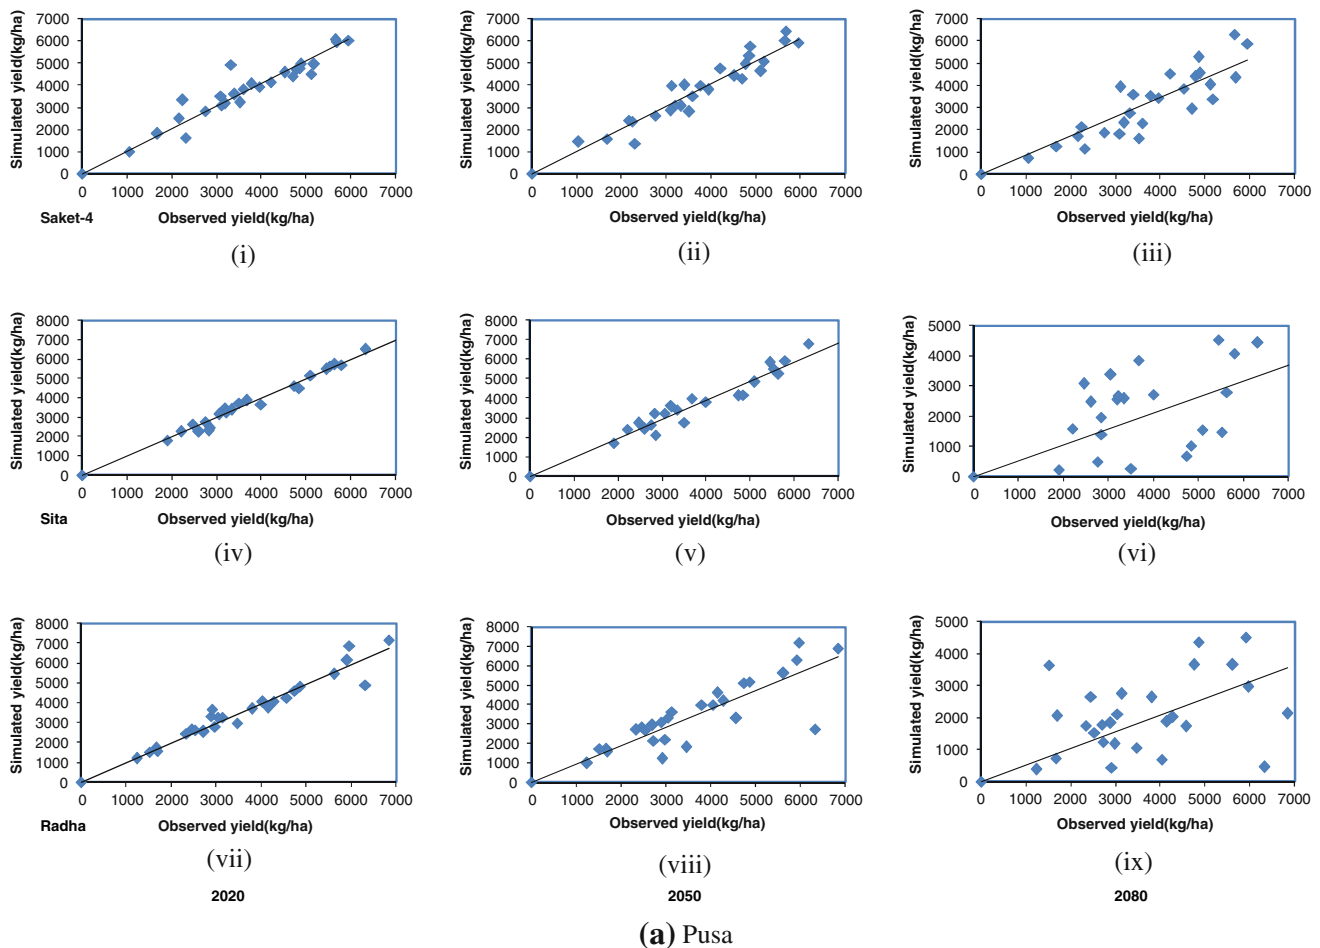 7000 7000 7000
6000 6000 6000
5000 5000 5000
4000 4000 4000
3000 3000 3000
2000 2000 2000
1000 1000 1000
0 0 0
Simulated yield(kg/ha) Simulated yield(kg/ha) Simulated yield(kg/ha)
0 1000 2000 3000 4000 5000 6000 7000 0 1000 2000 3000 4000 5000 6000 7000 0 1000 2000 3000 4000 5000 6000 7000
Saket-4 Observed yield(kg/ha) Observed yield(kg/ha) Observed yield(kg/ha)
(i) (ii) (iii)
8000 8000 5000
7000 7000 4000
6000 6000 3000
5000 5000 2000
4000 4000 1000
3000 3000 0
2000 2000
1000 1000
0 0
Simulated yield(kg/ha) Simulated yield(kg/ha) Simulated yield(kg/ha)
0 1000 2000 3000 4000 5000 6000 7000 0 1000 2000 3000 4000 5000 6000 7000 0 1000 2000 3000 4000 5000 6000 7000
Sita Observed yield(kg/ha) Observed yield(kg/ha) Observed yield(kg/ha)
(iv) (v) (vi)
8000 8000 5000
7000 7000 4000
6000 6000 3000
5000 5000 2000
4000 4000 1000
3000 3000 0
2000 2000
1000 1000
0 0
Simulated yield(kg/ha) Simulated yield(kg/ha) Simulated yield(kg/ha)
0 1000 2000 3000 4000 5000 6000 7000 0 1000 2000 3000 4000 5000 6000 7000 0 1000 2000 3000 4000 5000 6000 7000
Radha Observed yield(kg/ha) Observed yield(kg/ha) Observed yield(kg/ha)
(vii) (viii) (ix)
2020 2050 2080
(a) Pusa